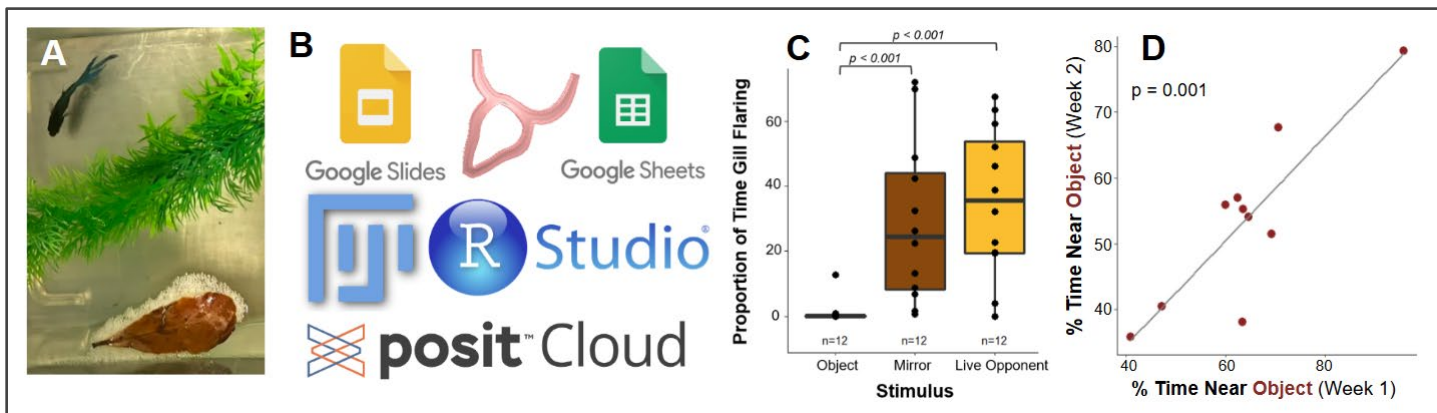 A
B
Google Slides
Google Sheets
R Studio®
posit™ Cloud
C
p < 0.001
p < 0.001
Proportion of Time Gill Flaring
60
40
20
0
n=12
n=12
n=12
Object
Mirror
Live Opponent
Stimulus
D
p = 0.001
% Time Near Object (Week 2)
80
70
60
50
40
40
60
80
% Time Near Object (Week 1)